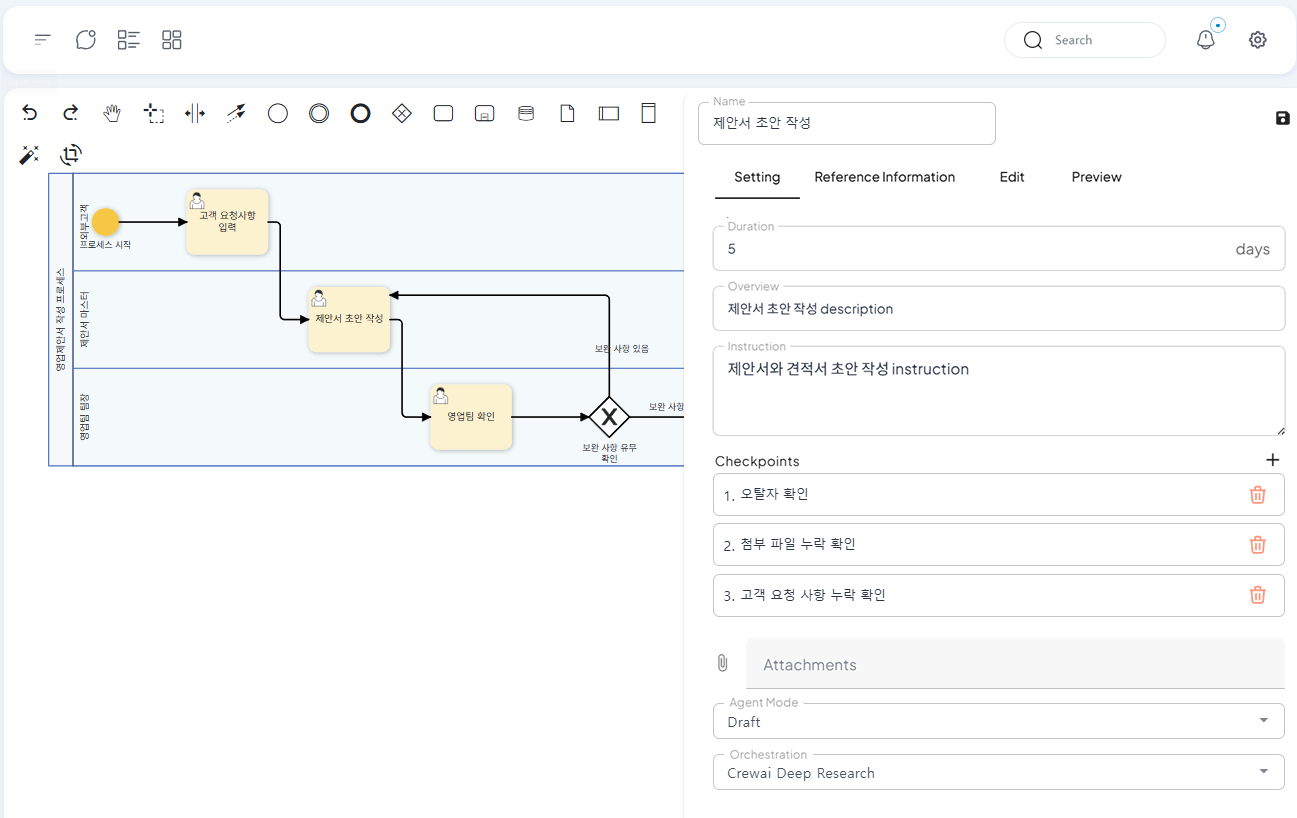 Search
Name
제안서 초안 작성
Setting
Reference Information
Edit
Preview
Duration
5
days
Overview
제안서 초안 작성 description
Instruction
제안서와 견적서 초안 작성 instruction
Checkpoints
1. 오탈자 확인
2. 첨부 파일 누락 확인
3. 고객 요청 사항 누락 확인
Attachments
Agent Mode
Draft
Orchestration
Crewai Deep Research
영업제안서 작성 프로세스
외부고객
프로세스 시작
고객 요청사항
입력
제안서 마스터
제안서 초안 작성
보완 사항 있음
영업팀 팀장
영업팀 확인
X
보완 사항 유무
확인
보완 사항